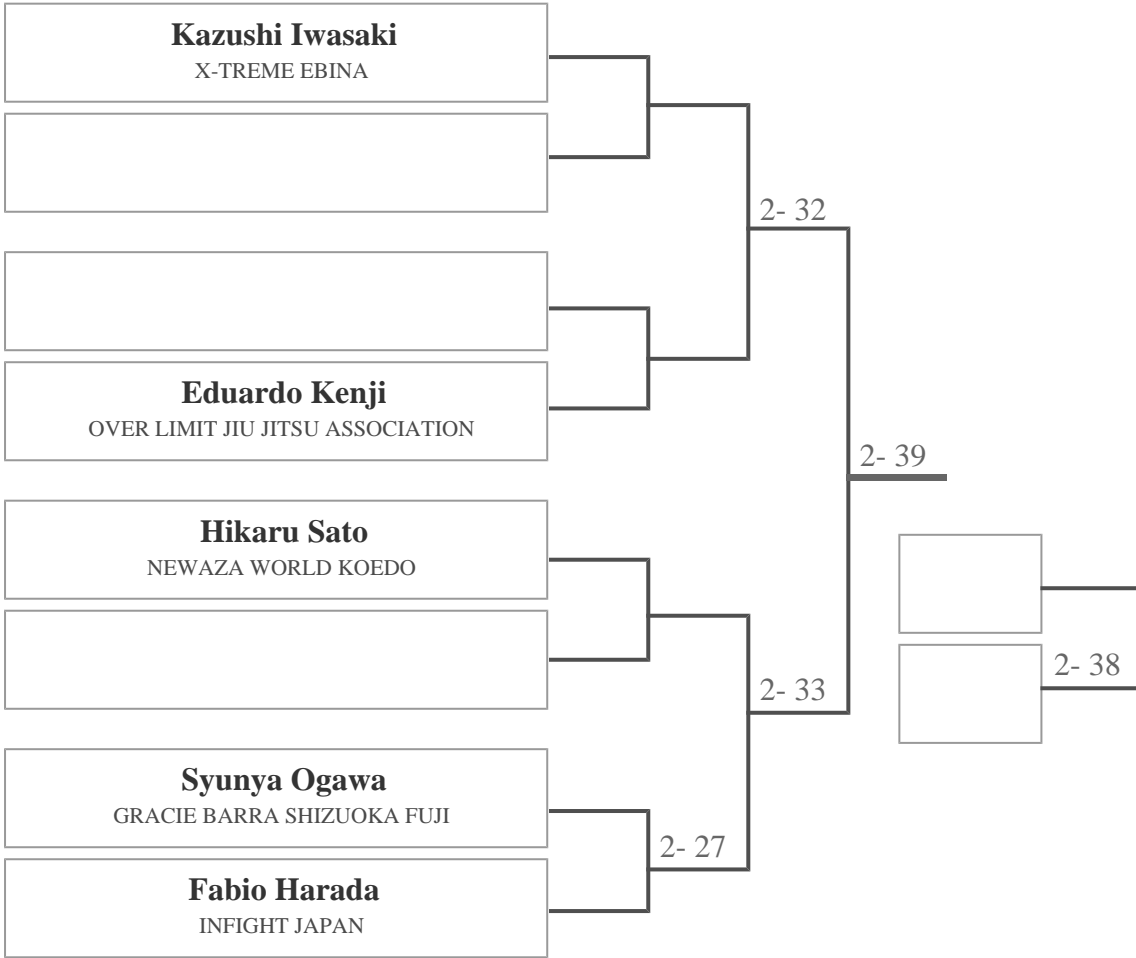 Kazushi Iwasaki
X-TREME EBINA
2- 32
Eduardo Kenji
OVER LIMIT JIU JITSU ASSOCIATION
2- 39
Hikaru Sato
NEWAZA WORLD KOEDO
2- 38
2- 33
Syunya Ogawa
GRACIE BARRA SHIZUOKA FUJI
2- 27
Fabio Harada
INFIGHT JAPAN